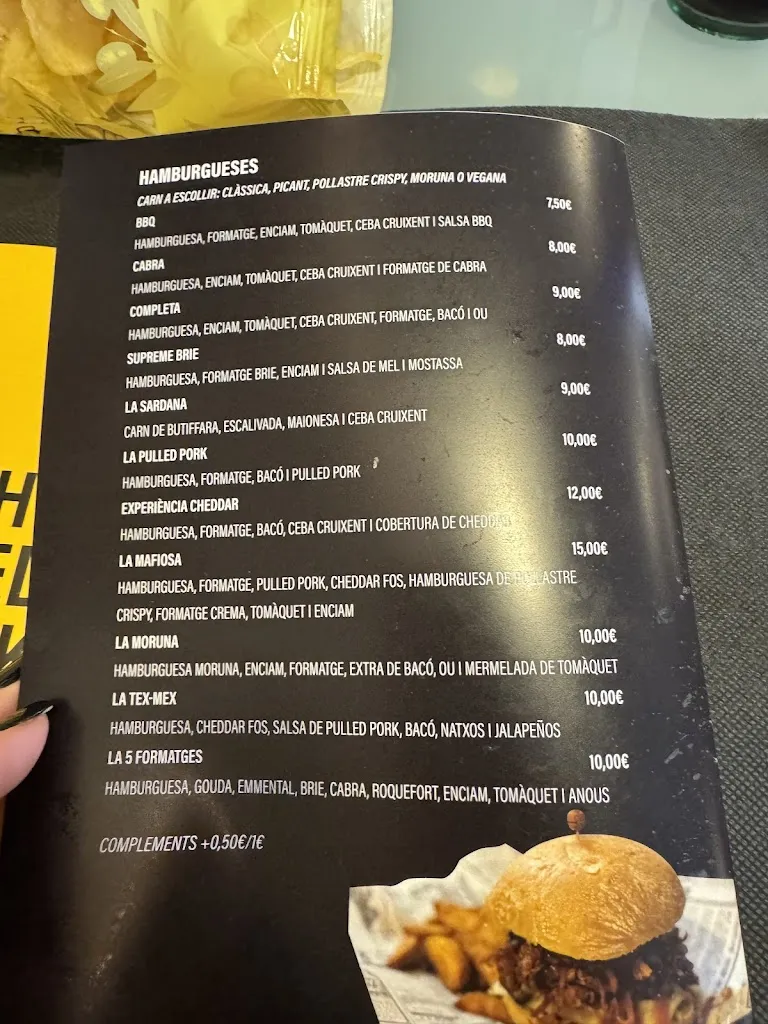 HAMBURGUESES
CARN A ESCOLLIR: CLÀSSICA, PICANT, POLLASTRE CRISPY, MORUNA O VEGANA
BBQ 7,50€
HAMBURGUESA, FORMATGE, ENCIAM, TOMÀQUET, CEBA CRUIXENT I SALSA BBQ
CABRA 8,00€
HAMBURGUESA, ENCIAM, TOMÀQUET, CEBA CRUIXENT I FORMATGE DE CABRA
COMPLETA 9,00€
HAMBURGUESA, ENCIAM, TOMÀQUET, CEBA CRUIXENT, FORMATGE, BACÓ I OU
SUPREME BRIE 8,00€
HAMBURGUESA, FORMATGE BRIE, ENCIAM I SALSA DE MEL I MOSTASSA
LA SARDANA 9,00€
CARN DE BUTIFFARA, ESCALIVADA, MAIONESA I CEBA CRUIXENT
LA PULLED PORK 10,00€
HAMBURGUESA, FORMATGE, BACÓ I PULLED PORK
EXPERIÈNCIA CHEDDAR 12,00€
HAMBURGUESA, FORMATGE, BACÓ, CEBA CRUIXENT I COBERTURA DE CHEDDAR
LA MAFIOSA 15,00€
HAMBURGUESA, FORMATGE, PULLED PORK, CHEDDAR FOS, HAMBURGUESA DE POLLASTRE
CRISPY, FORMATGE CREMA, TOMÀQUET I ENCIAM
LA MORUNA 10,00€
HAMBURGUESA MORUNA, ENCIAM, FORMATGE, EXTRA DE BACÓ, OU I MERMELADA DE TOMÀQUET
LA TEX-MEX 10,00€
HAMBURGUESA, CHEDDAR FOS, SALSA DE PULLED PORK, BACÓ, NATXOS I JALAPEÑOS
LA 5 FORMATGES 10,00€
HAMBURGUESA, GOUDA, EMMENTAL, BRIE, CABRA, ROQUEFORT, ENCIAM, TOMÀQUET I ANOUS
COMPLEMENTS +0,50€/1€